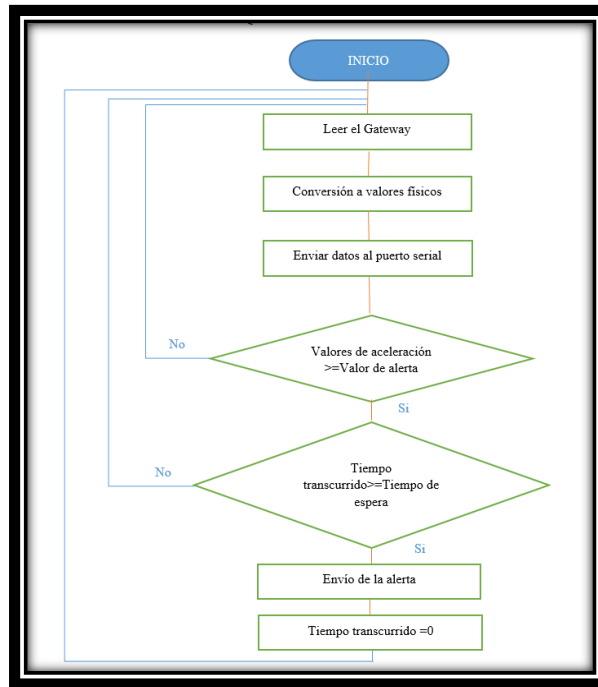 INICIO
Leer el Gateway
Conversión a valores físicos
Enviar datos al puerto serial
Valores de aceleración
>=Valor de alerta
No
Si
Tiempo
transcurrido>=Tiempo de
espera
No
Si
Envío de la alerta
Tiempo transcurrido =0